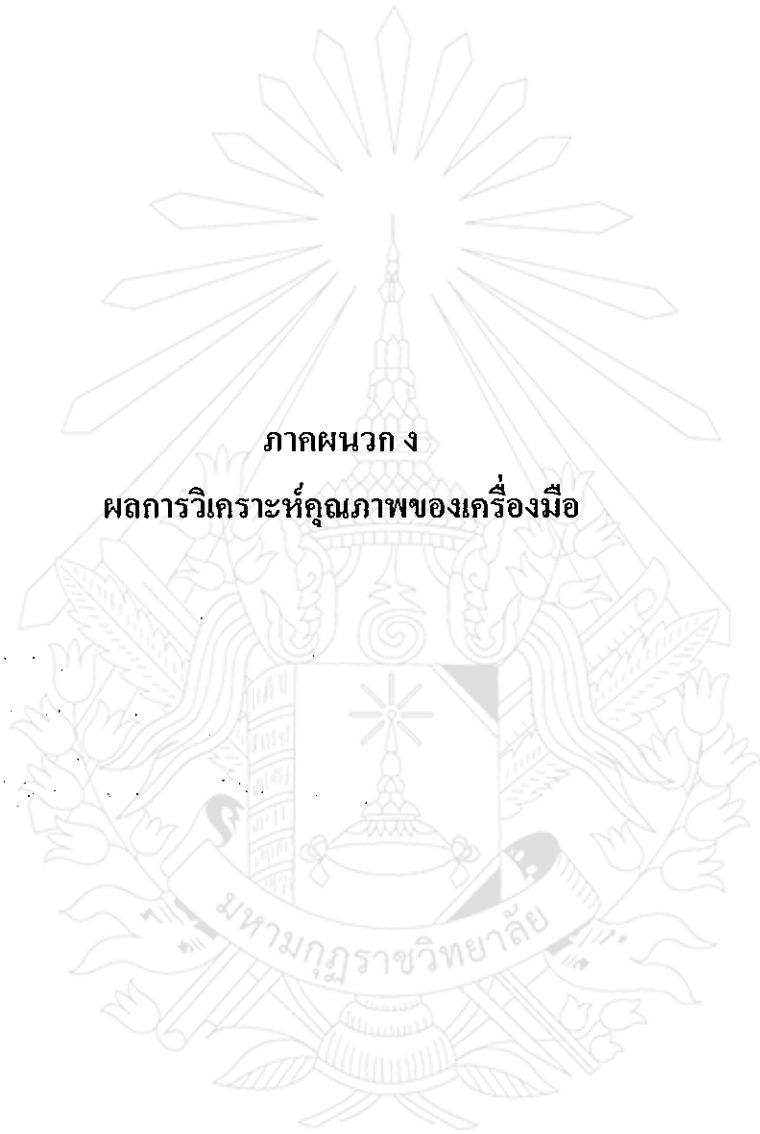 ภาคผนวก ง
ผลการวิเคราะห์คุณภาพของเครื่องมือ
มหามกุฏราชวิทยาลัย